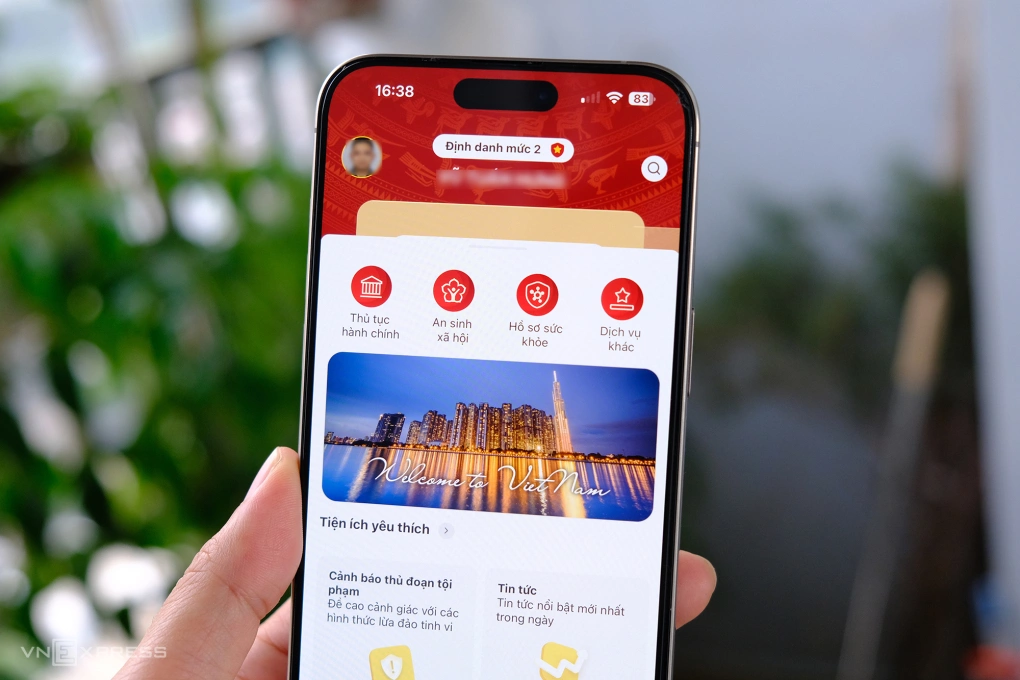 16:38
83
Định danh mức 2
Thủ tục
hành chính
An sinh
xã hội
Hồ sơ sức
khỏe
Dịch vụ
khác
Welcome to VietNam
Tiện ích yêu thích
Cảnh báo thủ đoạn tội
phạm
Đề cao cảnh giác với các
hình thức lừa đảo tinh vi
Tin tức
Tin tức nổi bật mới nhất
trong ngày
VNEXPRESS